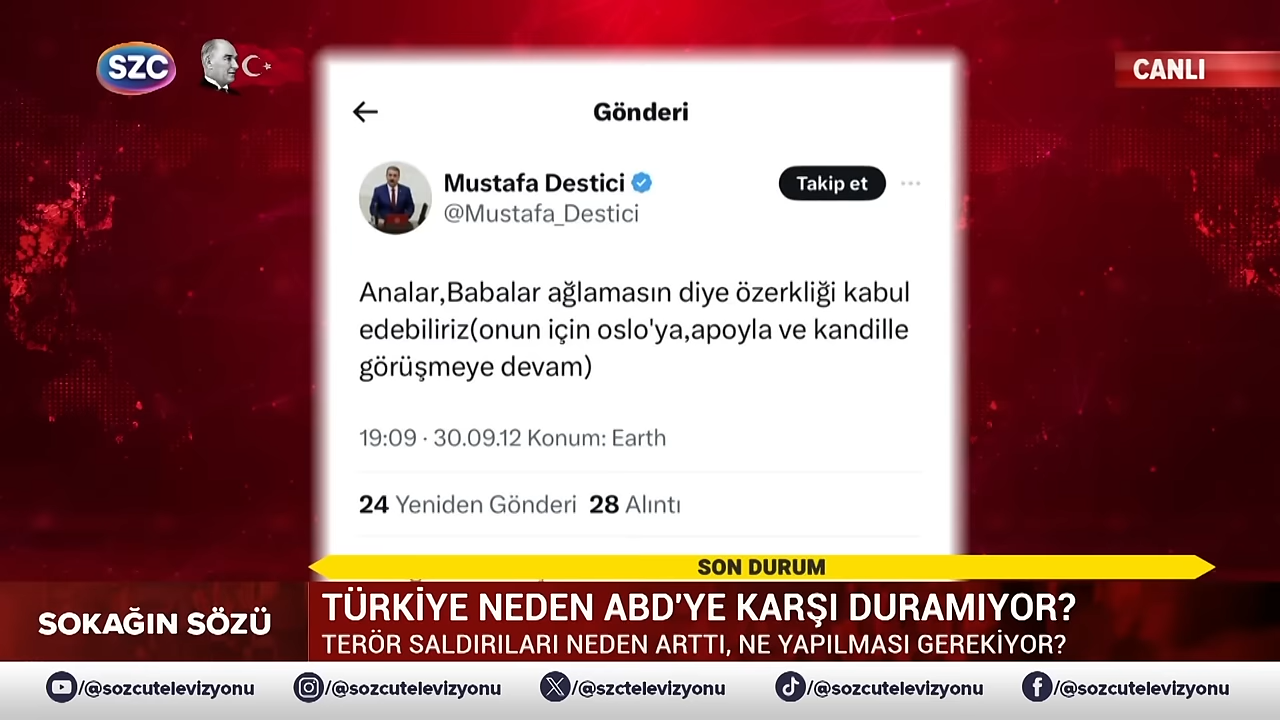 SZC
CANLI
Gönderi
Mustafa Destici
@Mustafa_Destici
Takip et
Analar,Babalar ağlamasın diye özerkliği kabul
edebiliriz(onun için oslo'ya,apoyla ve kandille
görüşmeye devam)
19:09 · 30.09.12 Konum: Earth
24 Yeniden Gönderi 28 Alıntı
SON DURUM
SOKAĞIN SÖZÜ
TÜRKİYE NEDEN ABD'YE KARŞI DURAMIYOR?
TERÖR SALDIRILARI NEDEN ARTTI, NE YAPILMASI GEREKİYOR?
/@sozcutelevizyonu
/@sozcutelevizyonu
/@szctelevizyonu
/@sozcutelevizyonu
/@sozcutelevizyonu